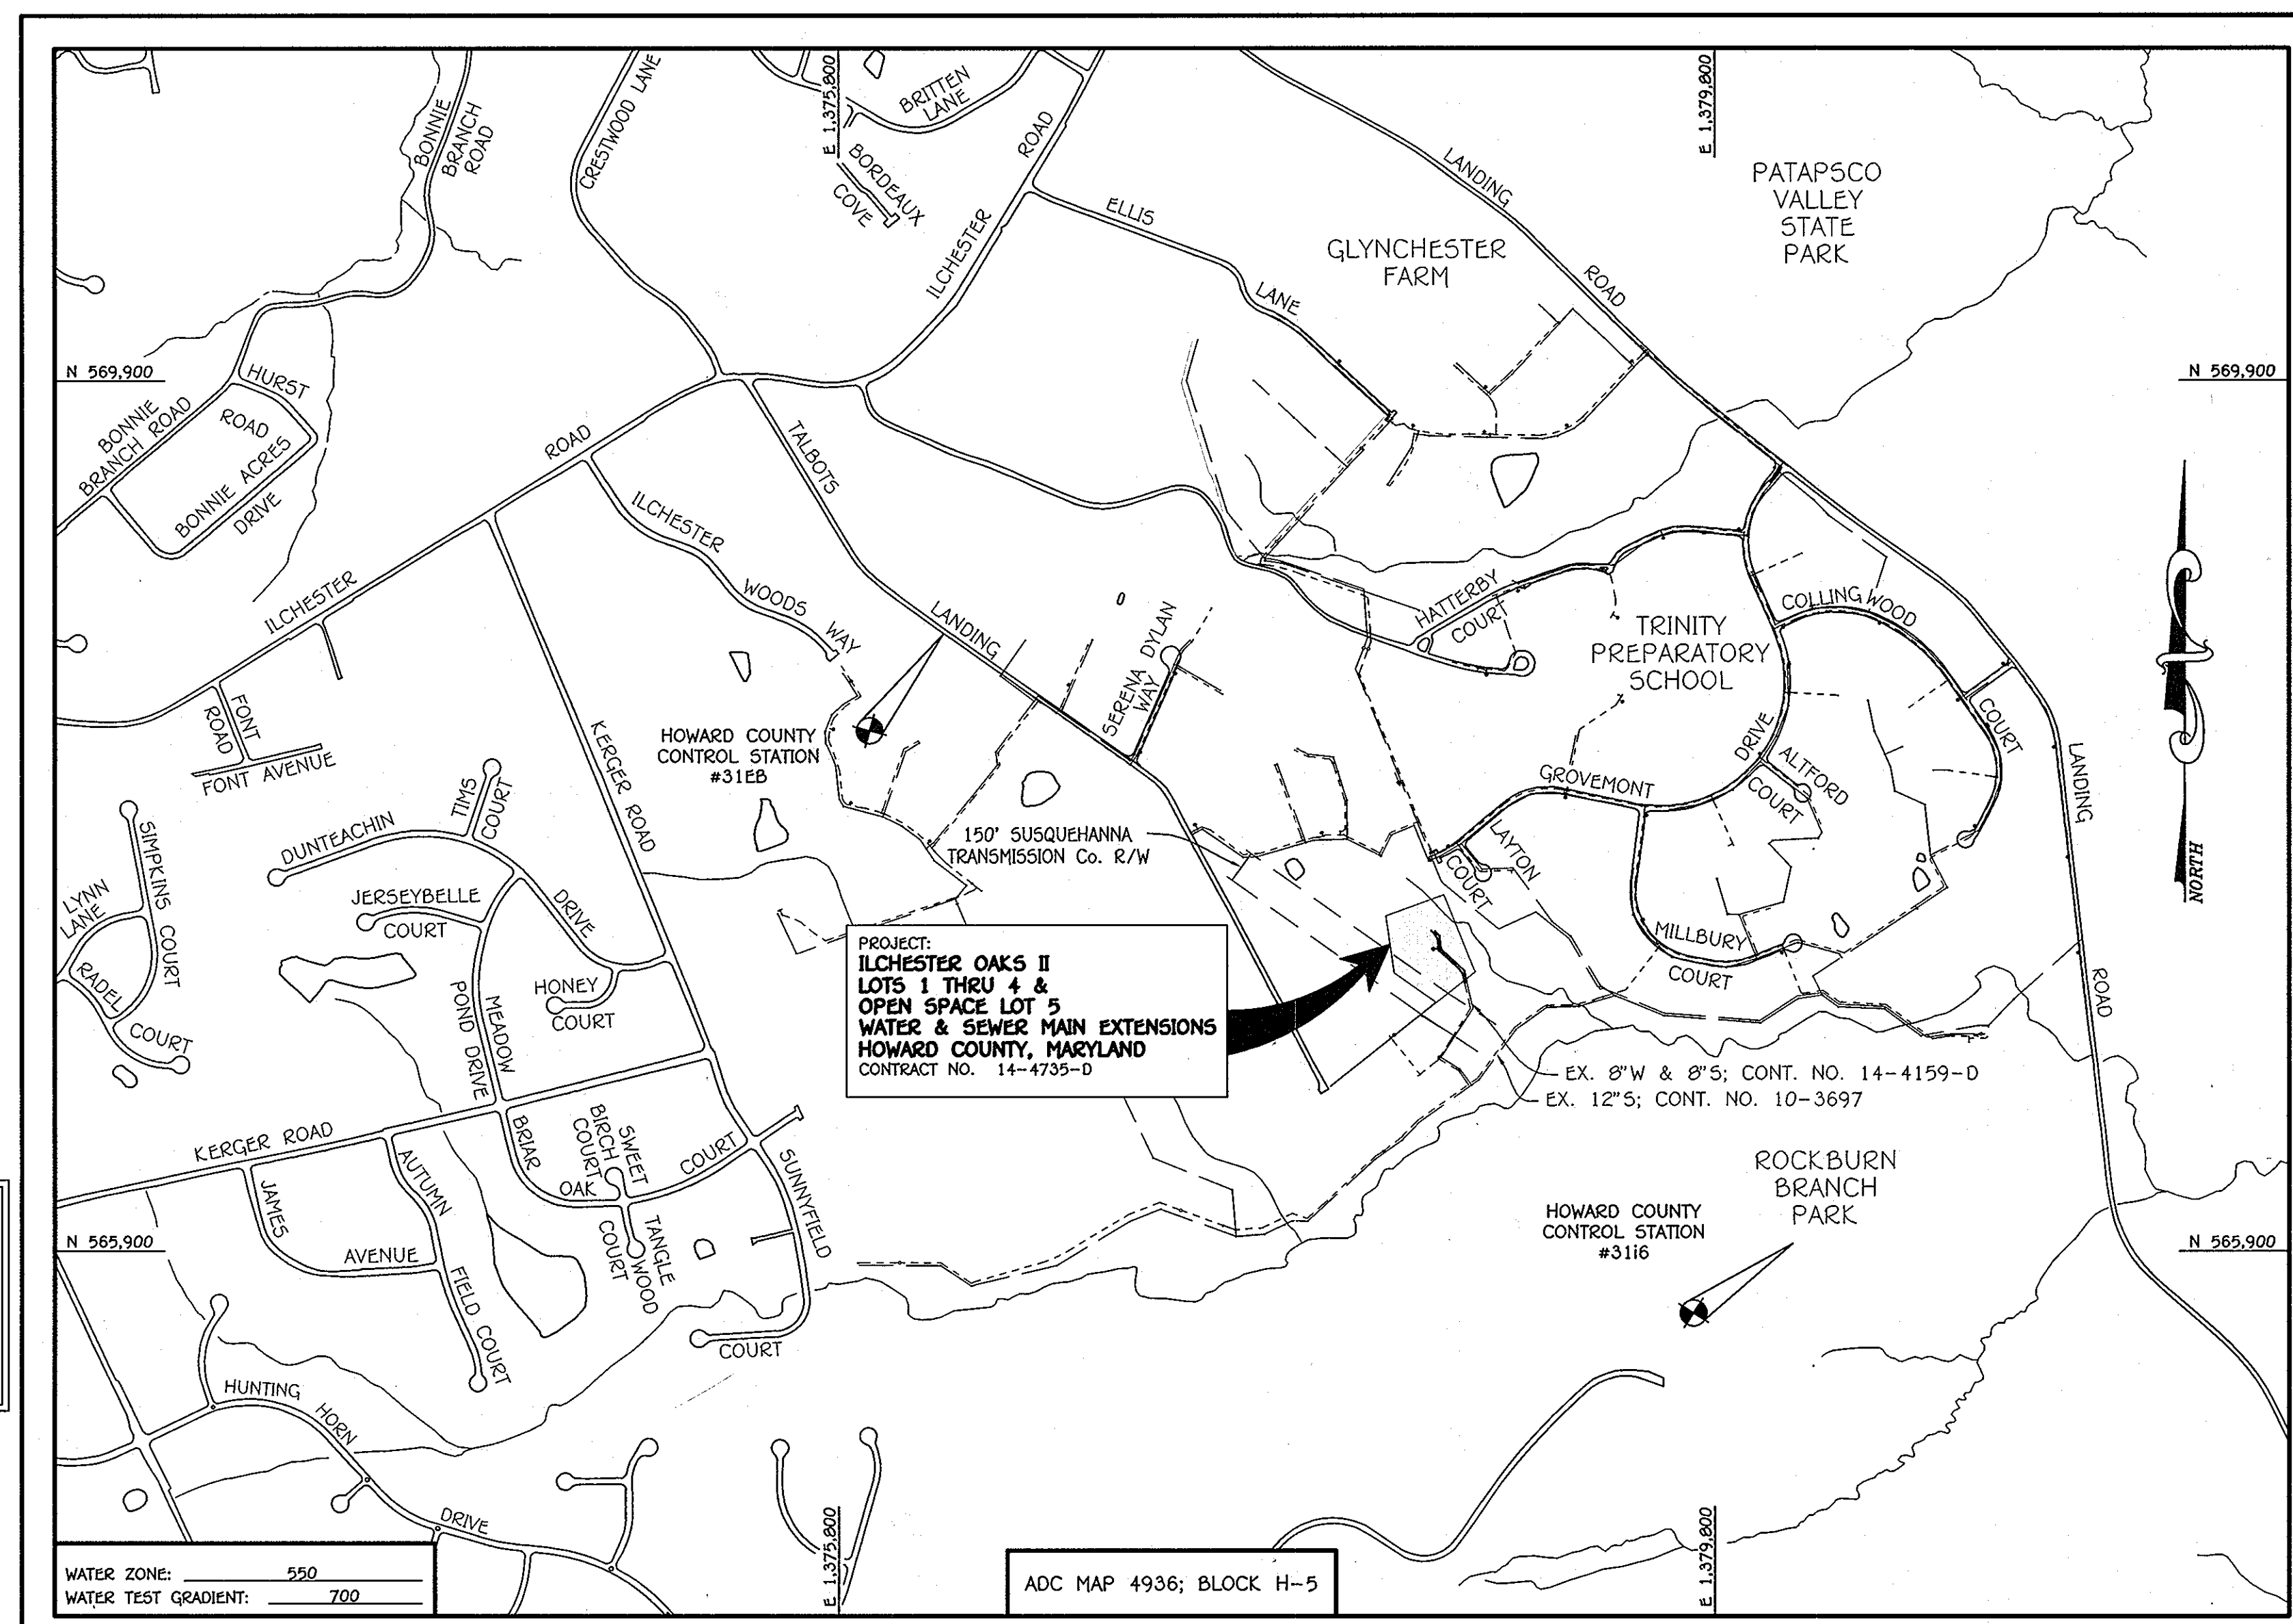 BONNIE
BRANCH
ROAD
CRESTWOOD LANE
E 1,375,800
BRITTEN
LANE
ROAD
BORDEAUX
COVE
ILCHESTER
ELLIS
LANE
LANDING
ROAD
E 1,379,800
GLYNCHESTER
FARM
PATAPSCO
VALLEY
STATE
PARK
N 569,900
N 569,900
HURST
ROAD
BONNIE
BRANCH ROAD
BONNIE ACRES
DRIVE
ROAD
TALBOTS
ILCHESTER
WOODS
WAY
ILCHESTER
LANDING
SERENA DYLAN
WAY
HATTERBY
COURT
TRINITY
PREPARATORY
SCHOOL
COLLINGWOOD
COURT
FONT
ROAD
FONT AVENUE
KERGER ROAD
HOWARD COUNTY
CONTROL STATION
#31EB
DRIVE
ALTFORD
COURT
GROVEMONT
LANDING
ROAD
NORTH
TIMS
COURT
DUNTEACHIN
DRIVE
SIMPKINS COURT
LYNN
LANE
RADEL
COURT
JERSEYBELLE
COURT
150' SUSQUEHANNA
TRANSMISSION Co. R/W
LAYTON
COURT
MILLBURY
COURT
HONEY
COURT
MEADOW
POND DRIVE
PROJECT:
ILCHESTER OAKS II
LOTS 1 THRU 4 &
OPEN SPACE LOT 5
WATER & SEWER MAIN EXTENSIONS
HOWARD COUNTY, MARYLAND
CONTRACT NO. 14-4735-D
EX. 8"W & 8"S; CONT. NO. 14-4159-D
EX. 12"S; CONT. NO. 10-3697
KERGER ROAD
BRIAR
OAK
COURT
SWEET
BIRCH
COURT
SUNNYFIELD
COURT
TANGLE
WOOD
COURT
JAMES
AVENUE
AUTUMN
FIELD COURT
ROCKBURN
BRANCH
PARK
HOWARD COUNTY
CONTROL STATION
#31i6
N 565,900
N 565,900
HUNTING
HORN
DRIVE
E 1,375,800
E 1,379,800
WATER ZONE: 550
WATER TEST GRADIENT: 700
ADC MAP 4936; BLOCK H-5